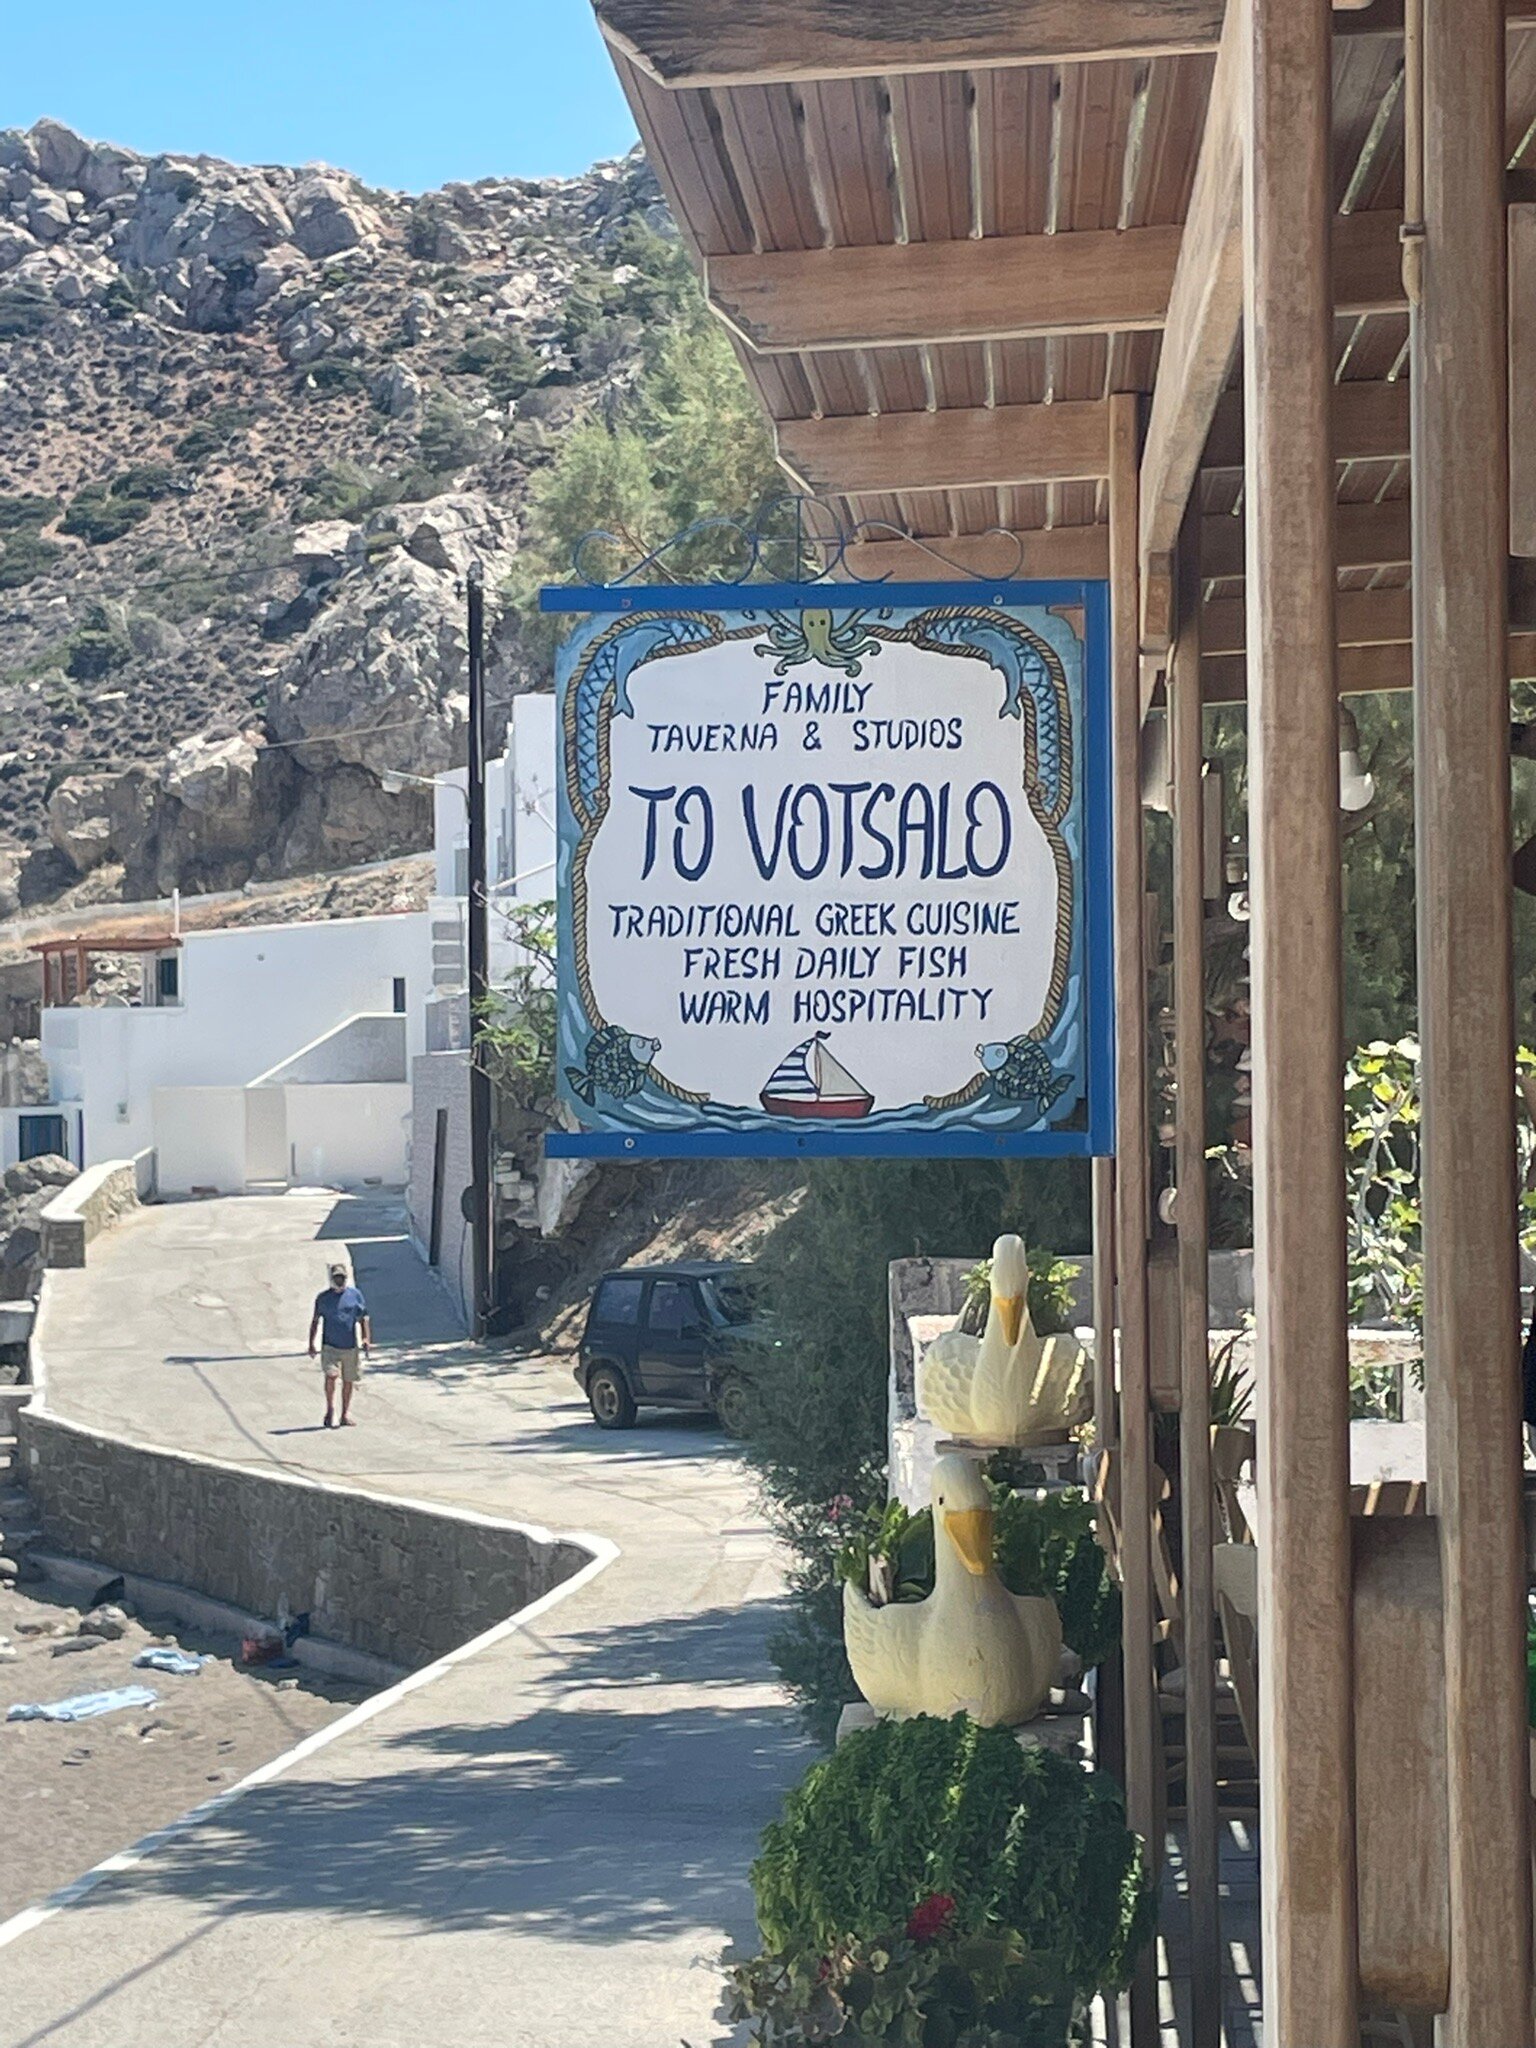 FAMILY
TAVERNA & STUDIOS
TO VOTSALO
TRADITIONAL GREEK CUISINE
FRESH DAILY FISH
WARM HOSPITALITY